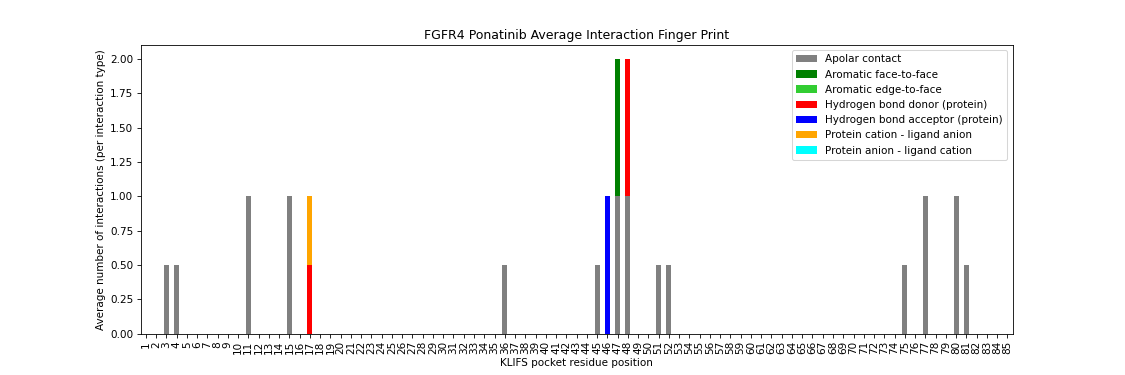 FGFR4 Ponatinib Average Interaction Finger Print
Average number of interactions (per interaction type)
2.00
1.75
1.50
1.25
1.00
0.75
0.50
0.25
0.00
Apolar contact
Aromatic face-to-face
Aromatic edge-to-face
Hydrogen bond donor (protein)
Hydrogen bond acceptor (protein)
Protein cation - ligand anion
Protein anion - ligand cation
1 2 3 4 5 6 7 8 9 10 11 12 13 14 15 16 17 18 19 20 21 22 23 24 25 26 27 28 29 30 31 32 33 34 35 36 37 38 39 40 41 42 43 44 45 46 47 48 49 50 51 52 53 54 55 56 57 58 59 60 61 62 63 64 65 66 67 68 69 70 71 72 73 74 75 76 77 78 79 80 81 82 83 84 85
KLIFS pocket residue position